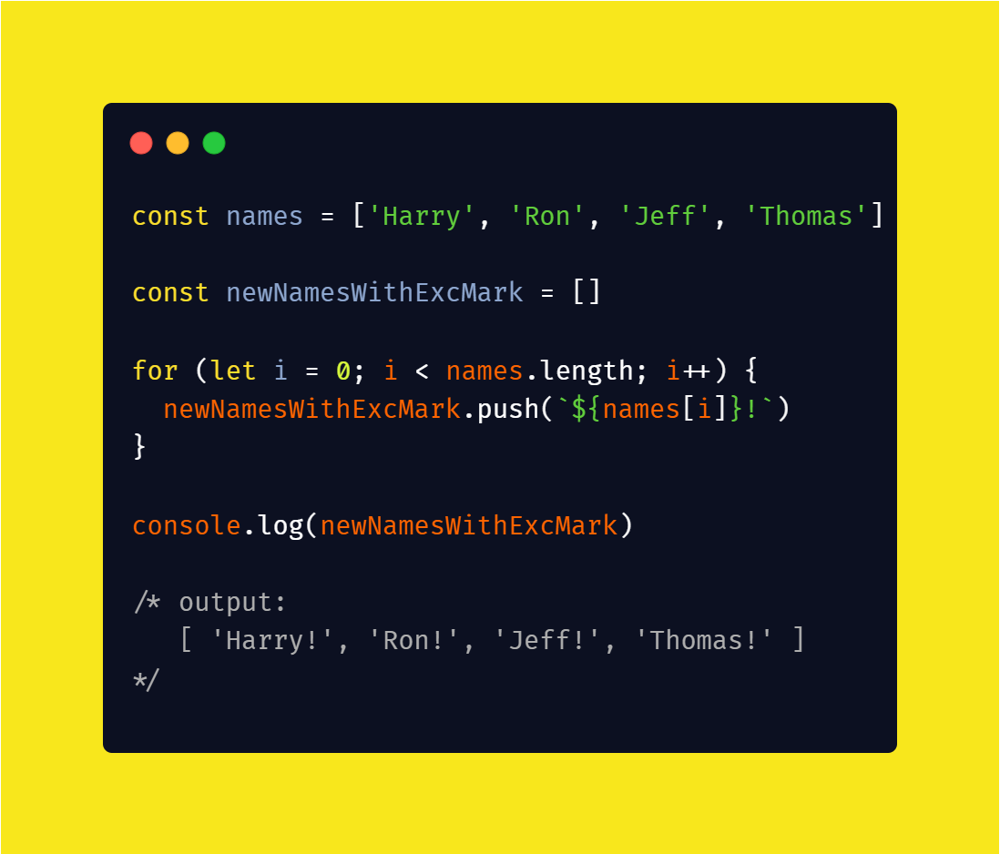 const names = ['Harry', 'Ron', 'Jeff', 'Thomas']
const newNamesWithExcMark = []
for (let i = 0; i < names.length; i++) {
  newNamesWithExcMark.push(`${names[i]}!`)
}
console.log(newNamesWithExcMark)
/* output:
   [ 'Harry!', 'Ron!', 'Jeff!', 'Thomas!' ]
*/